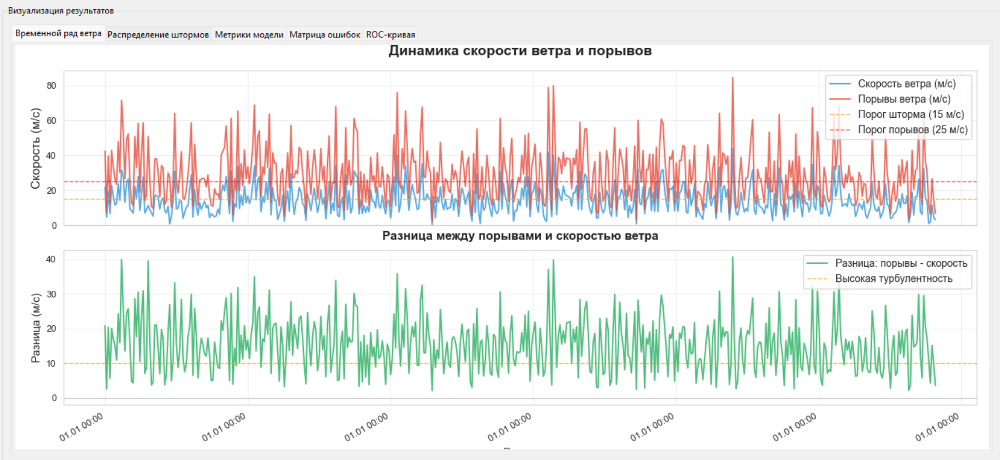 Визуализация результатов
Временной ряд ветра Распределение штормов Метрики модели Матрица ошибок ROC-кривая
Динамика скорости ветра и порывов
Скорость (м/с)
80
60
40
20
0
Скорость ветра (м/с)
Порывы ветра (м/с)
Порог шторма (15 м/с)
Порог порывов (25 м/с)
Разница между порывами и скоростью ветра
Разница (м/с)
40
30
20
10
0
Разница: порывы - скорость
Высокая турбулентность
01.01 00:00 01.01 00:00 01.01 00:00 01.01 00:00 01.01 00:00 01.01 00:00 01.01 00:00